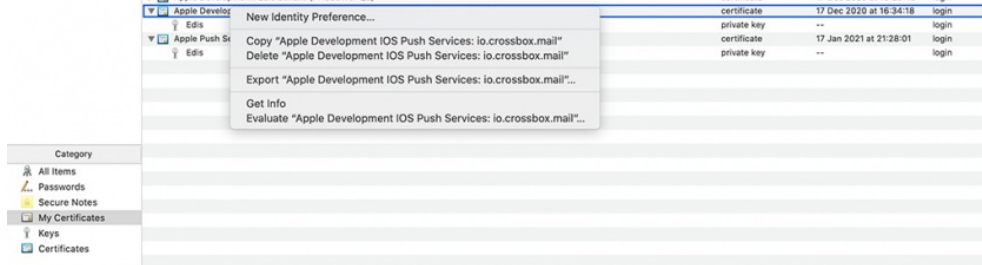 Apple Develop
certificate 17 Dec 2020 at 16:34:18 login
New Identity Preference...
Edis
private key -- login
Apple Push Se
certificate 17 Jan 2021 at 21:28:01 login
Copy “Apple Development IOS Push Services: io.crossbox.mail”
Edis
private key -- login
Delete “Apple Development IOS Push Services: io.crossbox.mail”
Export “Apple Development IOS Push Services: io.crossbox.mail”...
Get Info
Evaluate “Apple Development IOS Push Services: io.crossbox.mail”...
Category
All Items
Passwords
Secure Notes
My Certificates
Keys
Certificates